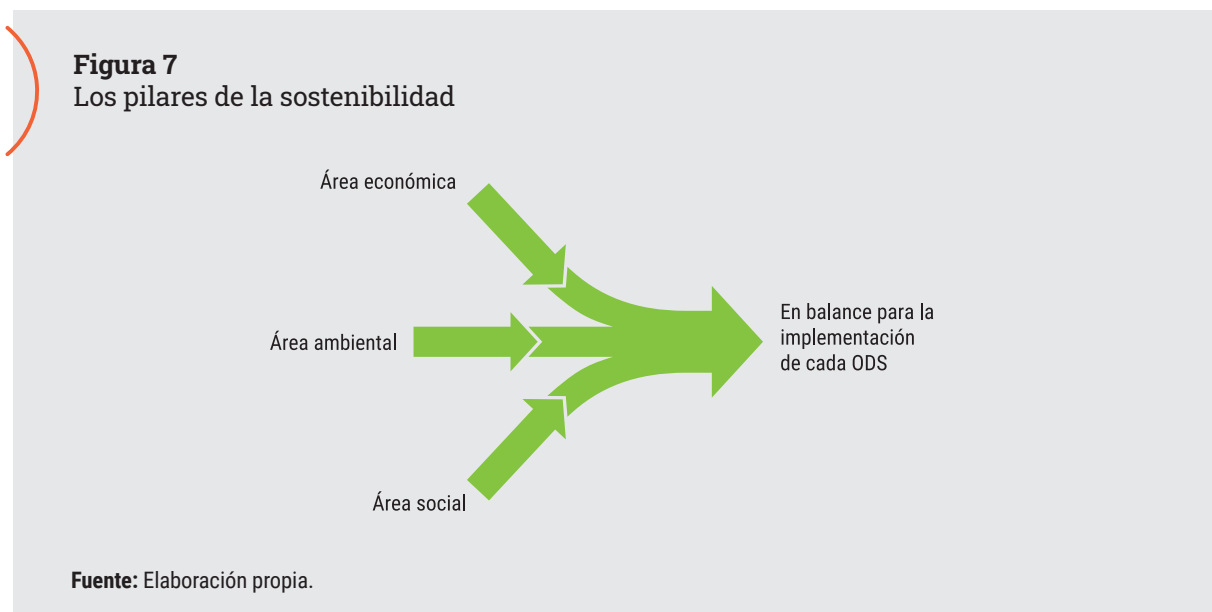 Figura 7
Los pilares de la sostenibilidad
Área económica
Área ambiental
Área social
En balance para la
implementación
de cada ODS
Fuente: Elaboración propia.